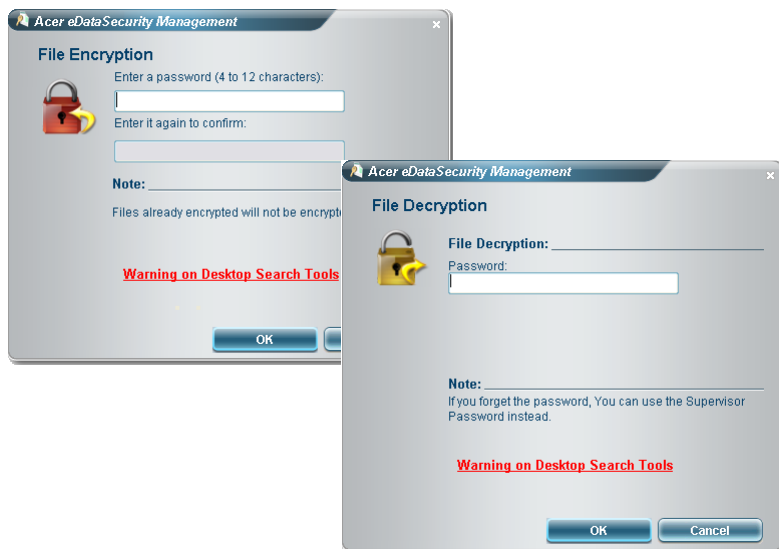 Acer eDataSecurity Management
File Encryption
Enter a password (4 to 12 characters):
Enter it again to confirm:
Note:
Files already encrypted will not be
Warning on Desktop Search Tools
OK
Acer eDataSecurity Management
File Decryption
File Decryption:
Password:
Note:
If you forget the password, You can use the Supervisor
Password instead.
Warning on Desktop Search Tools
OK
Cancel